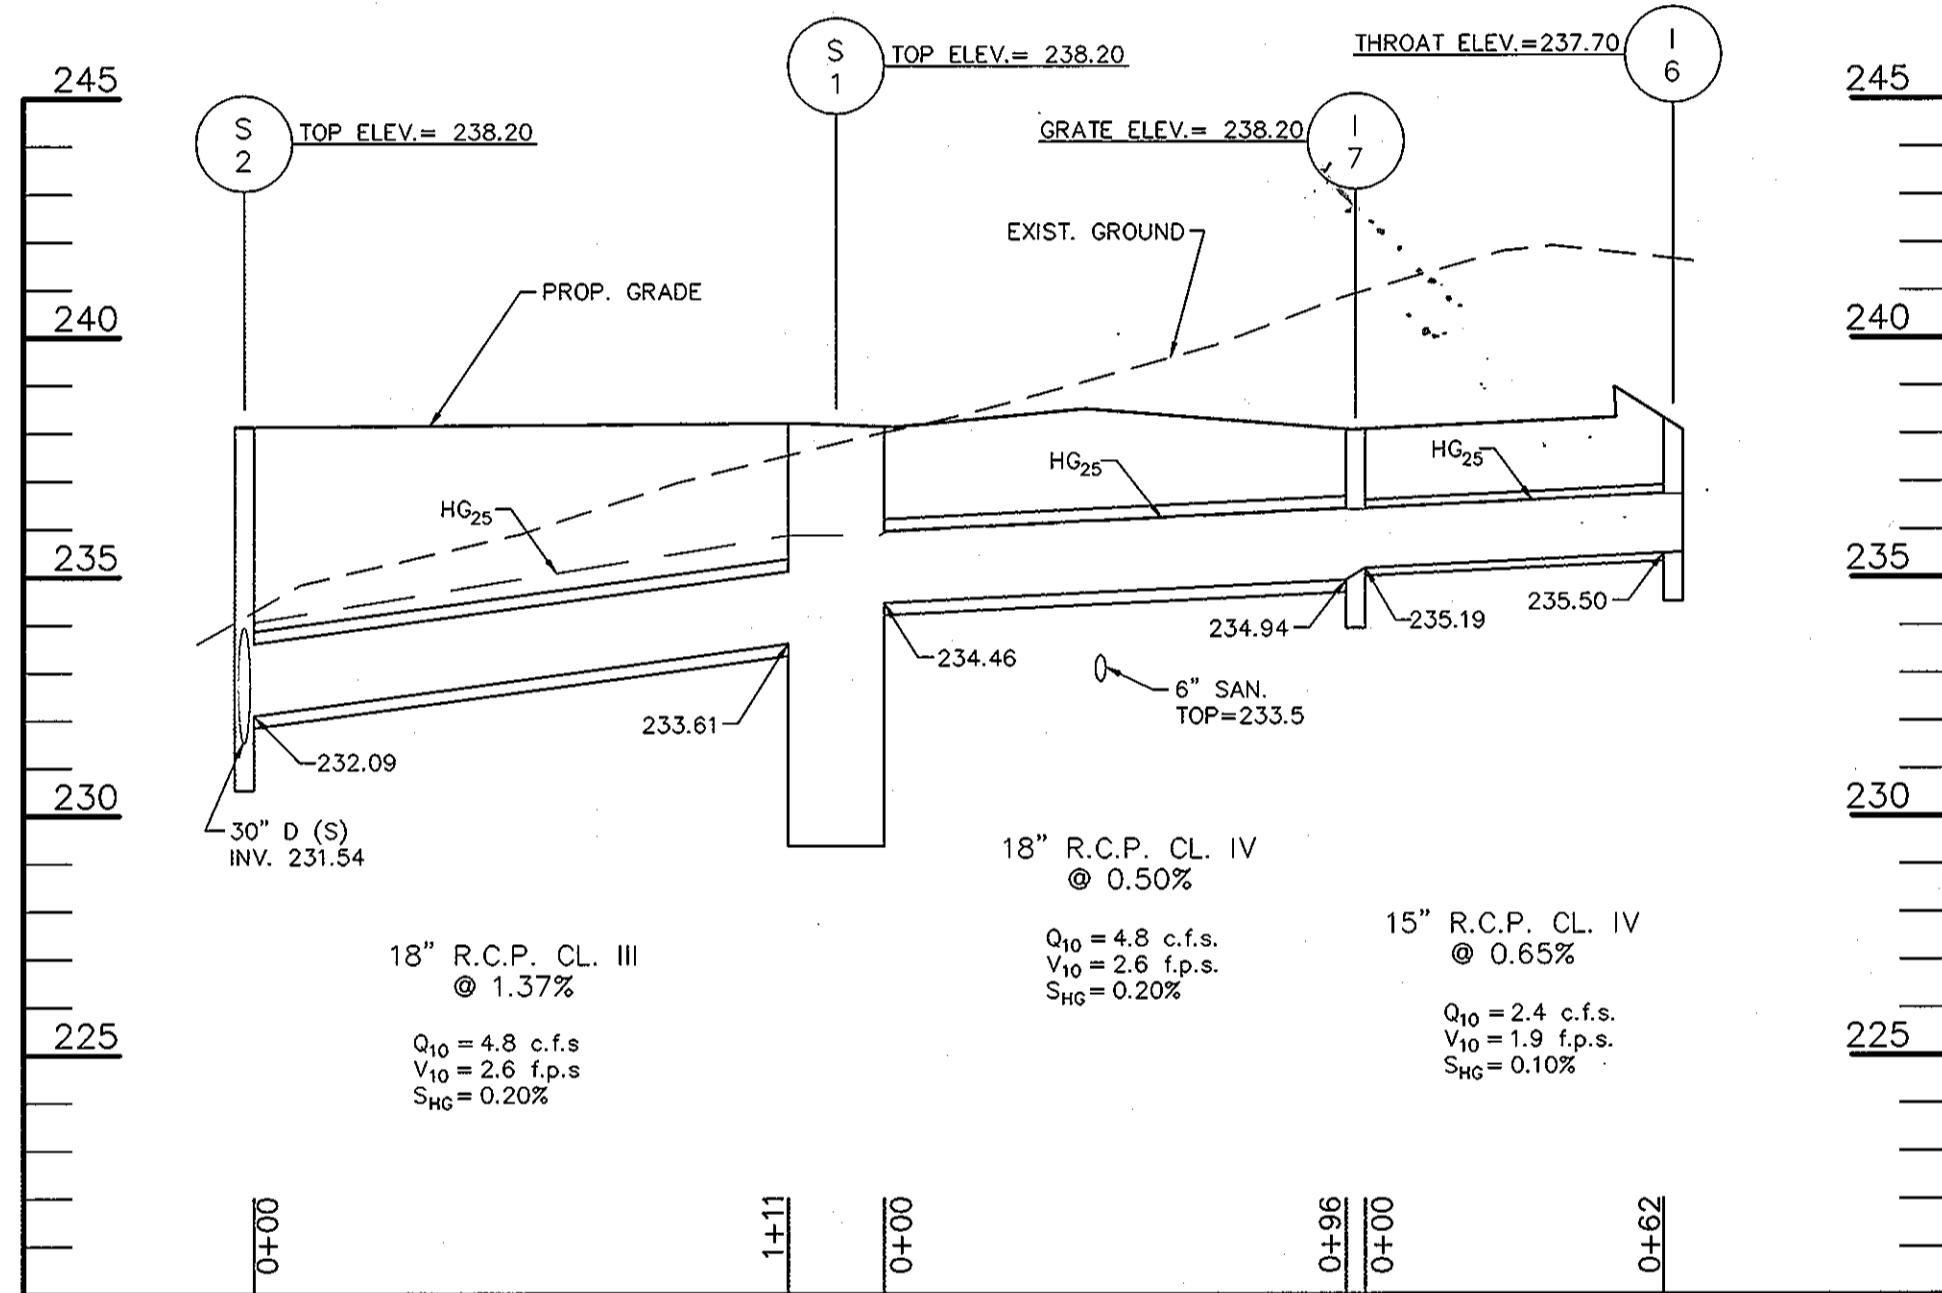 S
1
TOP ELEV.= 238.20
THROAT ELEV.=237.70
I
6
245
245
S
2
TOP ELEV.= 238.20
GRATE ELEV.= 238.20
I
7
EXIST. GROUND
PROP. GRADE
240
240
HG25
HG25
HG25
235
235
234.94
235.19
235.50
234.46
6" SAN.
TOP=233.5
233.61
232.09
230
230
30" D (S)
INV. 231.54
18" R.C.P. CL. IV
@ 0.50%
15" R.C.P. CL. IV
@ 0.65%
18" R.C.P. CL. III
@ 1.37%
Q10 = 4.8 c.f.s.
V10 = 2.6 f.p.s.
SHG = 0.20%
Q10 = 2.4 c.f.s.
V10 = 1.9 f.p.s.
SHG = 0.10%
225
225
Q10 = 4.8 c.f.s
V10 = 2.6 f.p.s
SHG = 0.20%
0+00
1+11
0+00
0+96
0+00
0+62